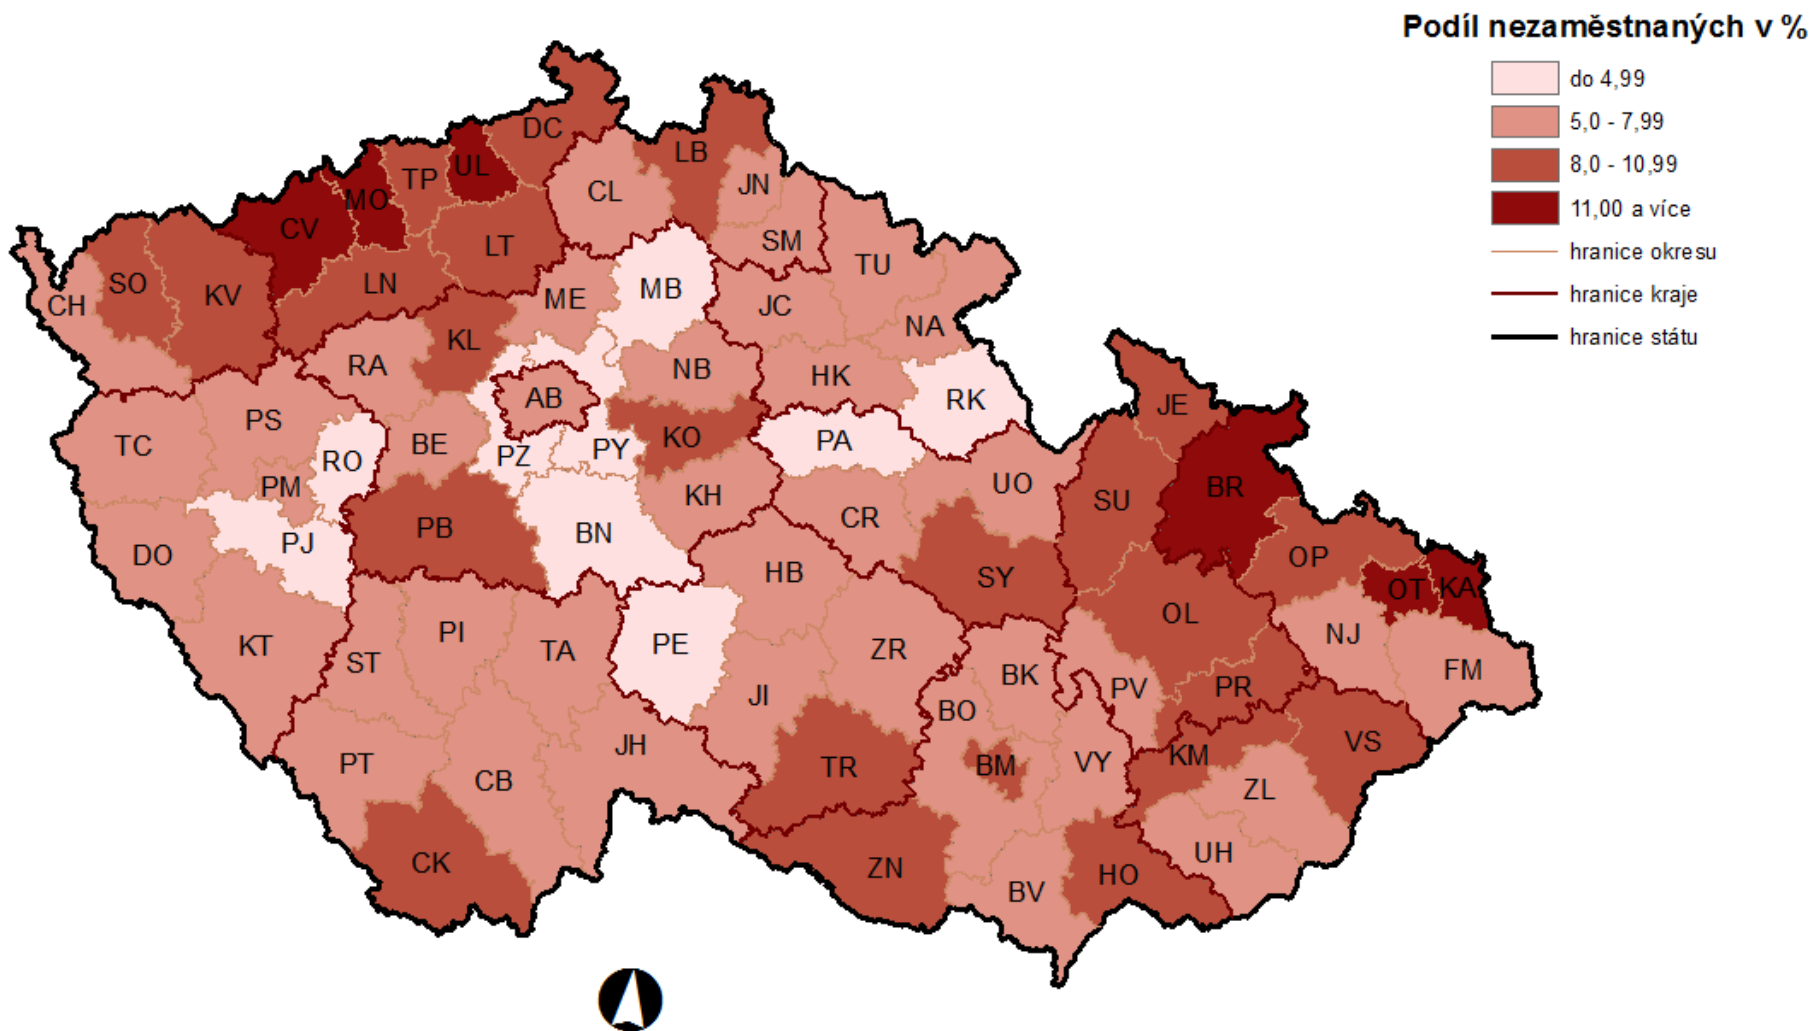 Podíl nezaměstnaných v %
do 4,99
5,0 - 7,99
8,0 - 10,99
11,00 a více
hranice okresu
hranice kraje
hranice státu
DC
LB
UL
TP
JN
CL
MO
CV
SM
LT
TU
SO
LN
KV
CH
MB
ME
JC
NA
KL
RA
NB
HK
AB
RK
JE
PS
KO
PA
TC
BE
PY
PZ
RO
PM
UO
BR
KH
SU
CR
PB
BN
PJ
DO
OP
HB
SY
OT
KA
OL
PI
NJ
KT
PE
TA
ZR
ST
FM
BK
PV
PR
JI
BO
JH
VS
KM
PT
VY
BM
TR
CB
ZL
UH
CK
ZN
HO
BV